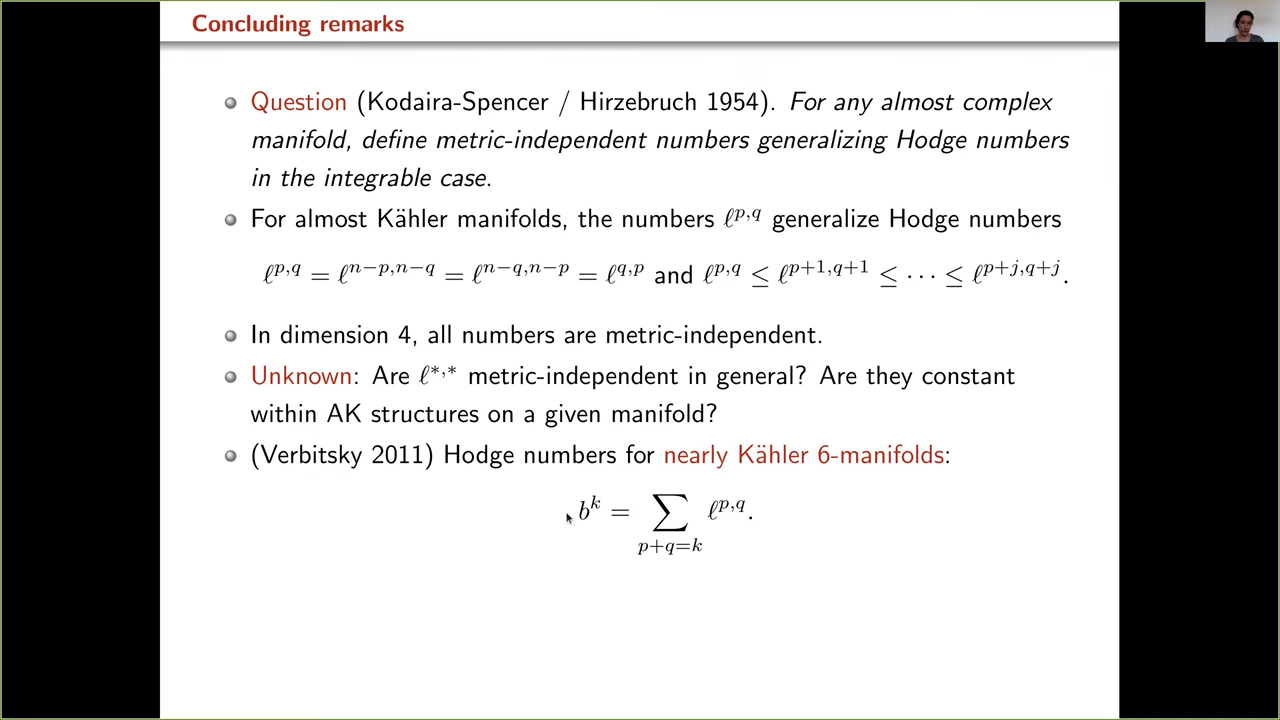 Concluding remarks
Question (Kodaira-Spencer / Hirzebruch 1954). For any almost complex
manifold, define metric-independent numbers generalizing Hodge numbers
in the integrable case.
For almost Kähler manifolds, the numbers ℓ^{p,q} generalize Hodge numbers
ℓ^{p,q} = ℓ^{n−p,n−q} = ℓ^{n−q,n−p} = ℓ^{q,p} and ℓ^{p,q} ≤ ℓ^{p+1,q+1} ≤ ⋯ ≤ ℓ^{p+j,q+j}.
In dimension 4, all numbers are metric-independent.
Unknown: Are ℓ^{*,*} metric-independent in general? Are they constant
within AK structures on a given manifold?
(Verbitsky 2011) Hodge numbers for nearly Kähler 6-manifolds:
b^k = ∑_{p+q=k} ℓ^{p,q}.